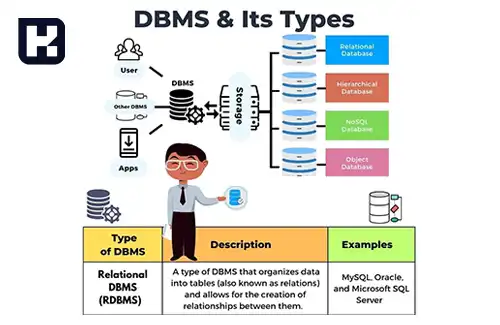 DBMS & Its Types
User
Other DBMS
Apps
DBMS
Storage
Relational
Database
Hierarchical
Database
NoSQL
Database
Object
Database
Type
of DBMS
Description
Examples
Relational
DBMS
(RDBMS)
A type of DBMS that organizes data
into tables (also known as relations)
and allows for the creation of
relationships between them.
MySQL, Oracle,
and Microsoft SQL
Server